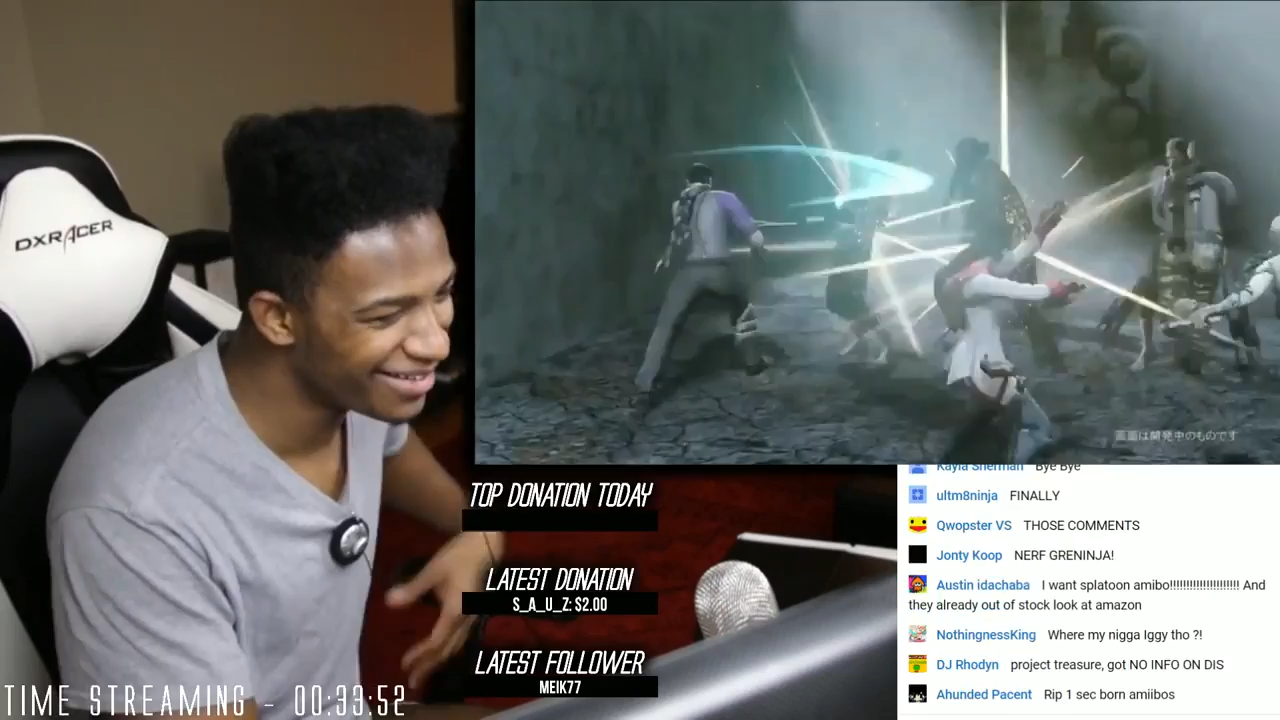 DXRACER
画面は開発中のものです
TOP DONATION TODAY
LATEST DONATION
S_A_U_Z: $2.00
LATEST FOLLOWER
MEIK77
TIME STREAMING - 00:33:52
Kayla Sherman Bye Bye
ultm8ninja FINALLY
Qwopster VS THOSE COMMENTS
Jonty Koop NERF GRENINJA!
Austin idachaba I want splatoon amibo!!!!!!!!!!!!!!!!!!!!! And
they already out of stock look at amazon
NothingnessKing Where my nigga Iggy tho ?!
DJ Rhodyn project treasure, got NO INFO ON DIS
Ahunded Pacent Rip 1 sec born amiibos